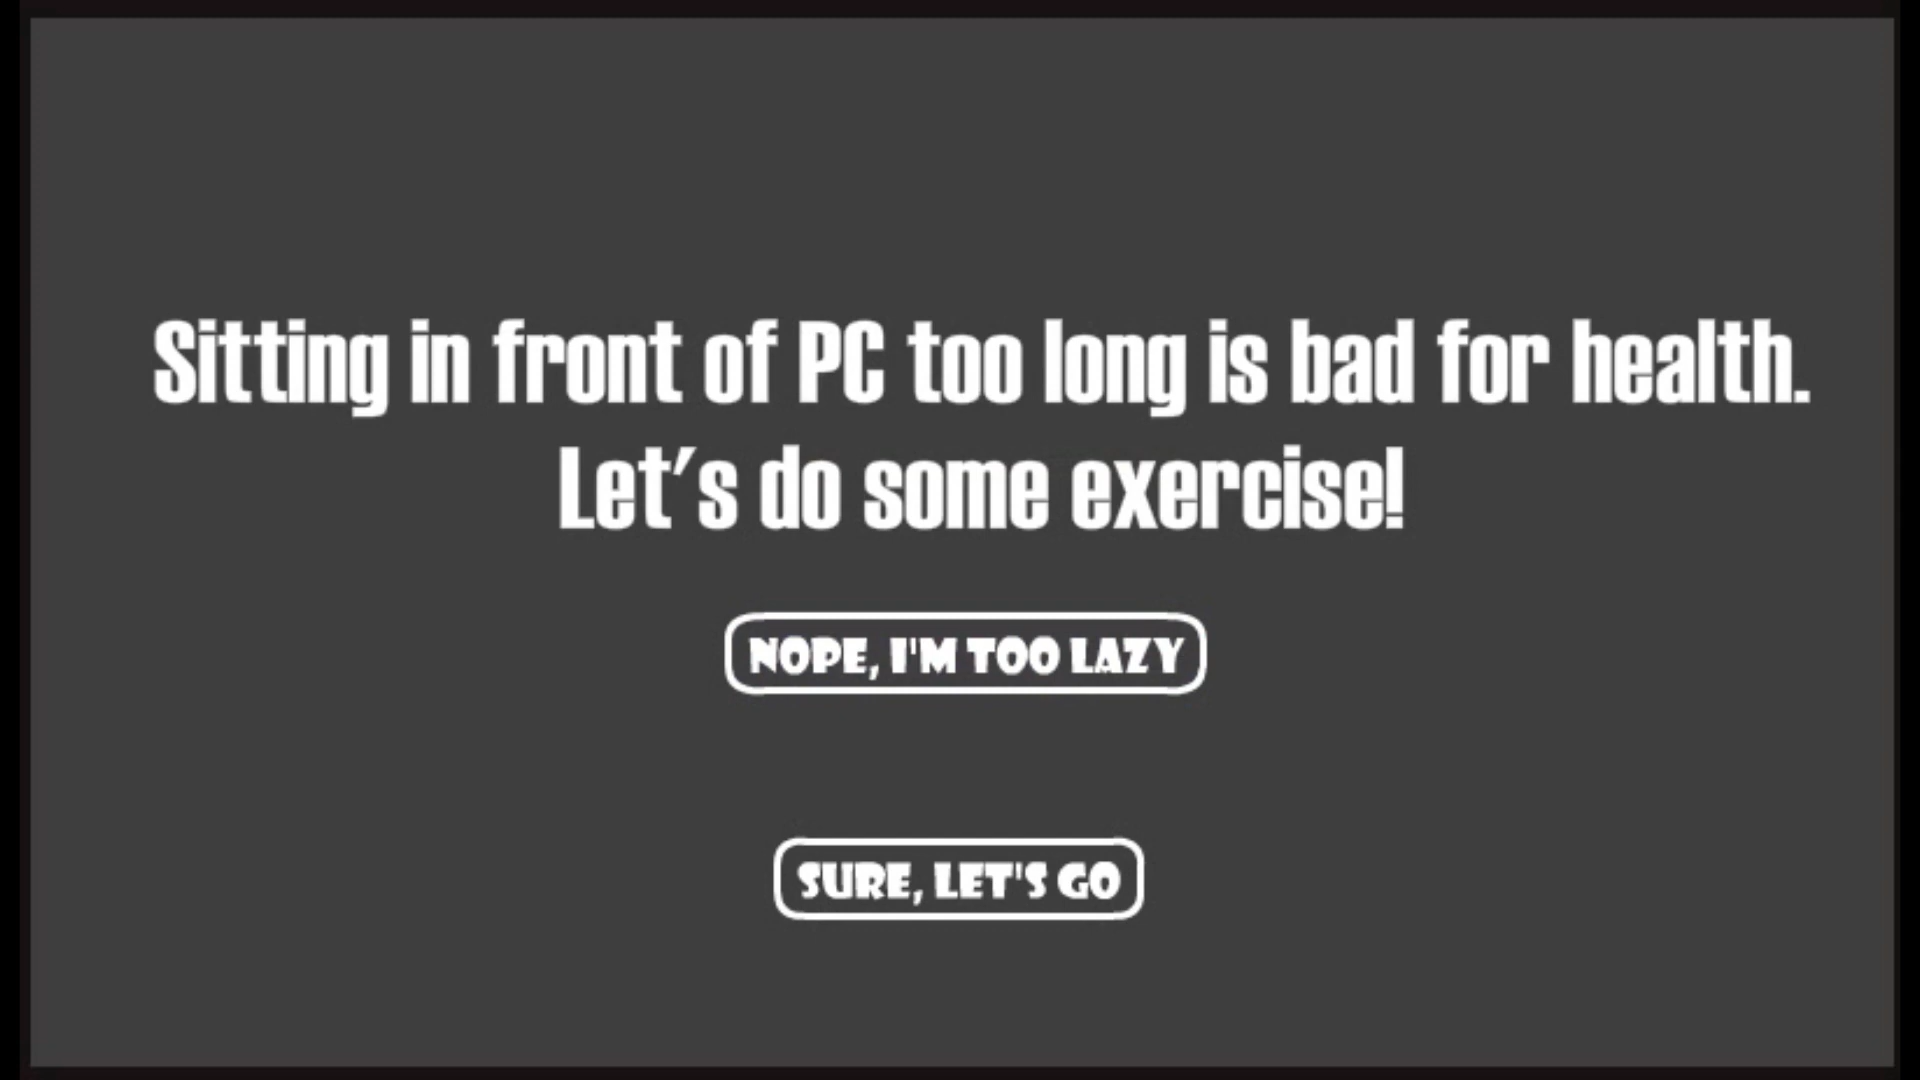 Sitting in front of PC too long is bad for health.
Let's do some exercise!
NOPE, I'M TOO LAZY
SURE, LET'S GO